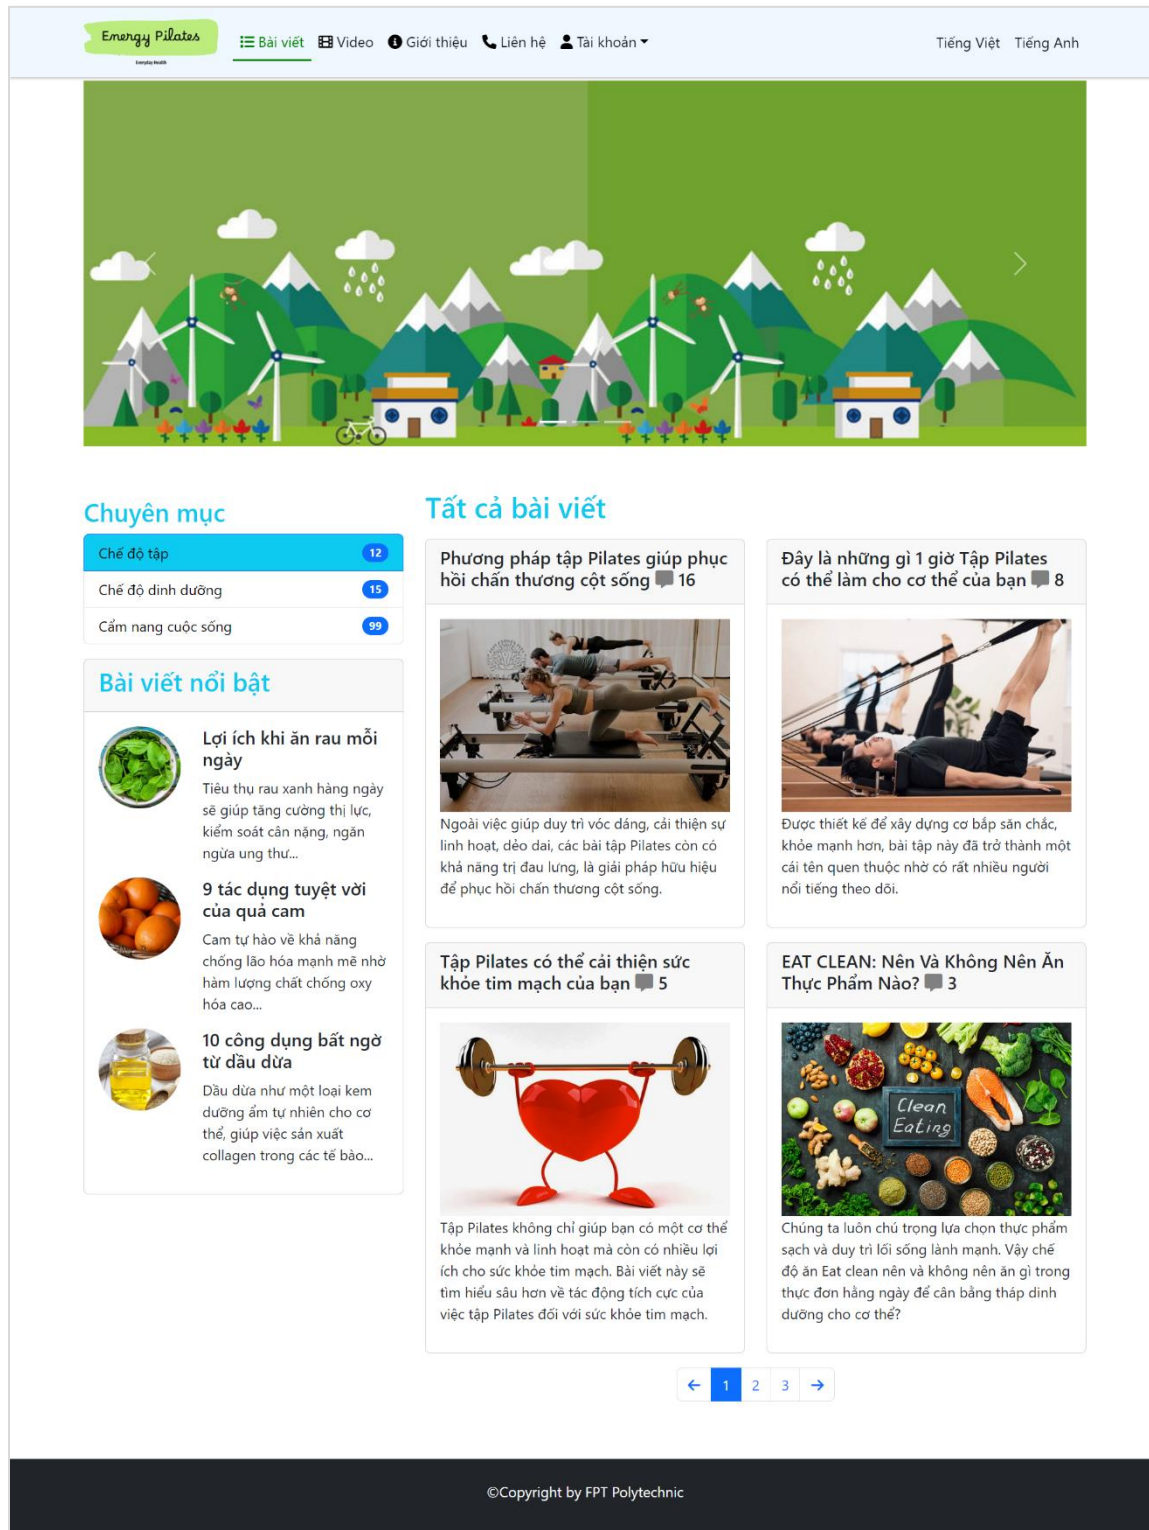 Energy Pilates
Everyday Health
Bài viết Video Giới thiệu Liên hệ Tài khoản
Tiếng Việt Tiếng Anh
Chuyên mục
Chế độ tập 12
Chế độ dinh dưỡng 15
Cẩm nang cuộc sống 99
Bài viết nổi bật
Lợi ích khi ăn rau mỗi
ngày
Tiêu thụ rau xanh hàng ngày
sẽ giúp tăng cường thị lực,
kiểm soát cân nặng, ngăn
ngừa ung thư...
9 tác dụng tuyệt vời
của quả cam
Cam tự hào về khả năng
chống lão hóa mạnh mẽ nhờ
hàm lượng chất chống oxy
hóa cao...
10 công dụng bất ngờ
từ dầu dừa
Dầu dừa như một loại kem
dưỡng ẩm tự nhiên cho cơ
thể, giúp việc sản xuất
collagen trong các tế bào...
Tất cả bài viết
Phương pháp tập Pilates giúp phục
hồi chấn thương cột sống 16
Ngoài việc giúp duy trì vóc dáng, cải thiện sự
linh hoạt, dẻo dai, các bài tập Pilates còn có
khả năng trị đau lưng, là giải pháp hữu hiệu
để phục hồi chấn thương cột sống.
Đây là những gì 1 giờ Tập Pilates
có thể làm cho cơ thể của bạn 8
Được thiết kế để xây dựng cơ bắp săn chắc,
khỏe mạnh hơn, bài tập này đã trở thành một
cái tên quen thuộc nhờ có rất nhiều người
nổi tiếng theo dõi.
Tập Pilates có thể cải thiện sức
khỏe tim mạch của bạn 5
Tập Pilates không chỉ giúp bạn có một cơ thể
khỏe mạnh và linh hoạt mà còn có nhiều lợi
ích cho sức khỏe tim mạch. Bài viết này sẽ
tìm hiểu sâu hơn về tác động tích cực của
việc tập Pilates đối với sức khỏe tim mạch.
EAT CLEAN: Nên Và Không Nên Ăn
Thực Phẩm Nào? 3
Clean
Eating
Chúng ta luôn chú trọng lựa chọn thực phẩm
sạch và duy trì lối sống lành mạnh. Vậy chế
độ ăn Eat clean nên và không nên ăn gì trong
thực đơn hằng ngày để cân bằng tháp dinh
dưỡng cho cơ thể?
← 1 2 3 →
©Copyright by FPT Polytechnic